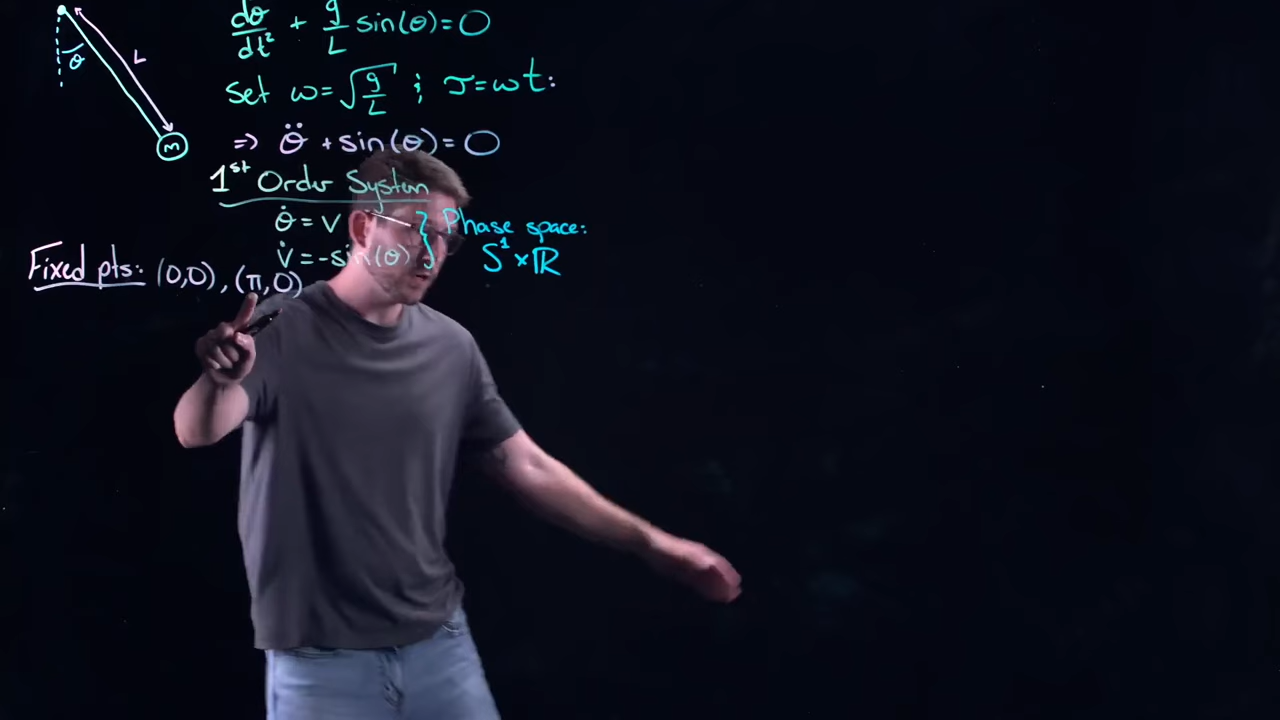 θ
L
m
dθ/dt² + g/L sin(θ)=0
Set ω=√g/L ; τ=ωt:
=> θ̈ + sin(θ)=0
1st Order System
θ̇ = v
v̇ = -sin(θ)
} Phase space:
S¹ × ℝ
Fixed pts: (0,0), (π,0)